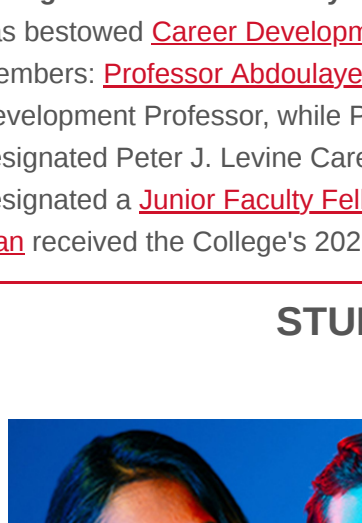 as bestowed Career Developm
embers: Professor Abdoulaye
evelopment Professor, while P
esignated Peter J. Levine Care
esignated a Junior Faculty Fell
an received the College's 202
STU